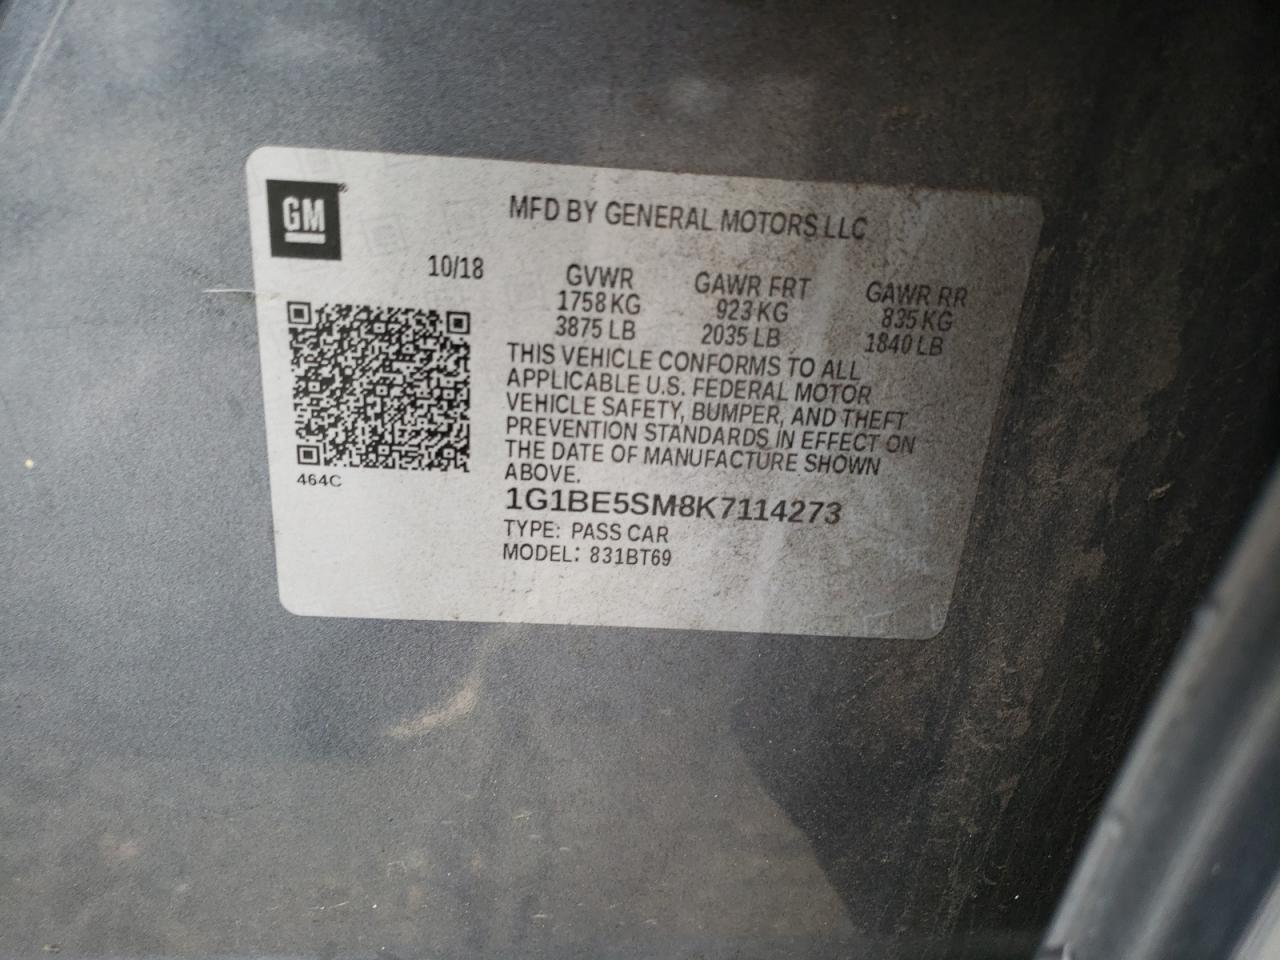 GM
MFD BY GENERAL MOTORS LLC
10/18
GVWR GAWR FRT GAWR RR
1758 KG 923 KG 835 KG
3875 LB 2035 LB 1840 LB
THIS VEHICLE CONFORMS TO ALL
APPLICABLE U.S. FEDERAL MOTOR
VEHICLE SAFETY, BUMPER, AND THEFT
PREVENTION STANDARDS IN EFFECT ON
THE DATE OF MANUFACTURE SHOWN
ABOVE.
464C
1G1BE5SM8K7114273
TYPE: PASS CAR
MODEL: 831BT69